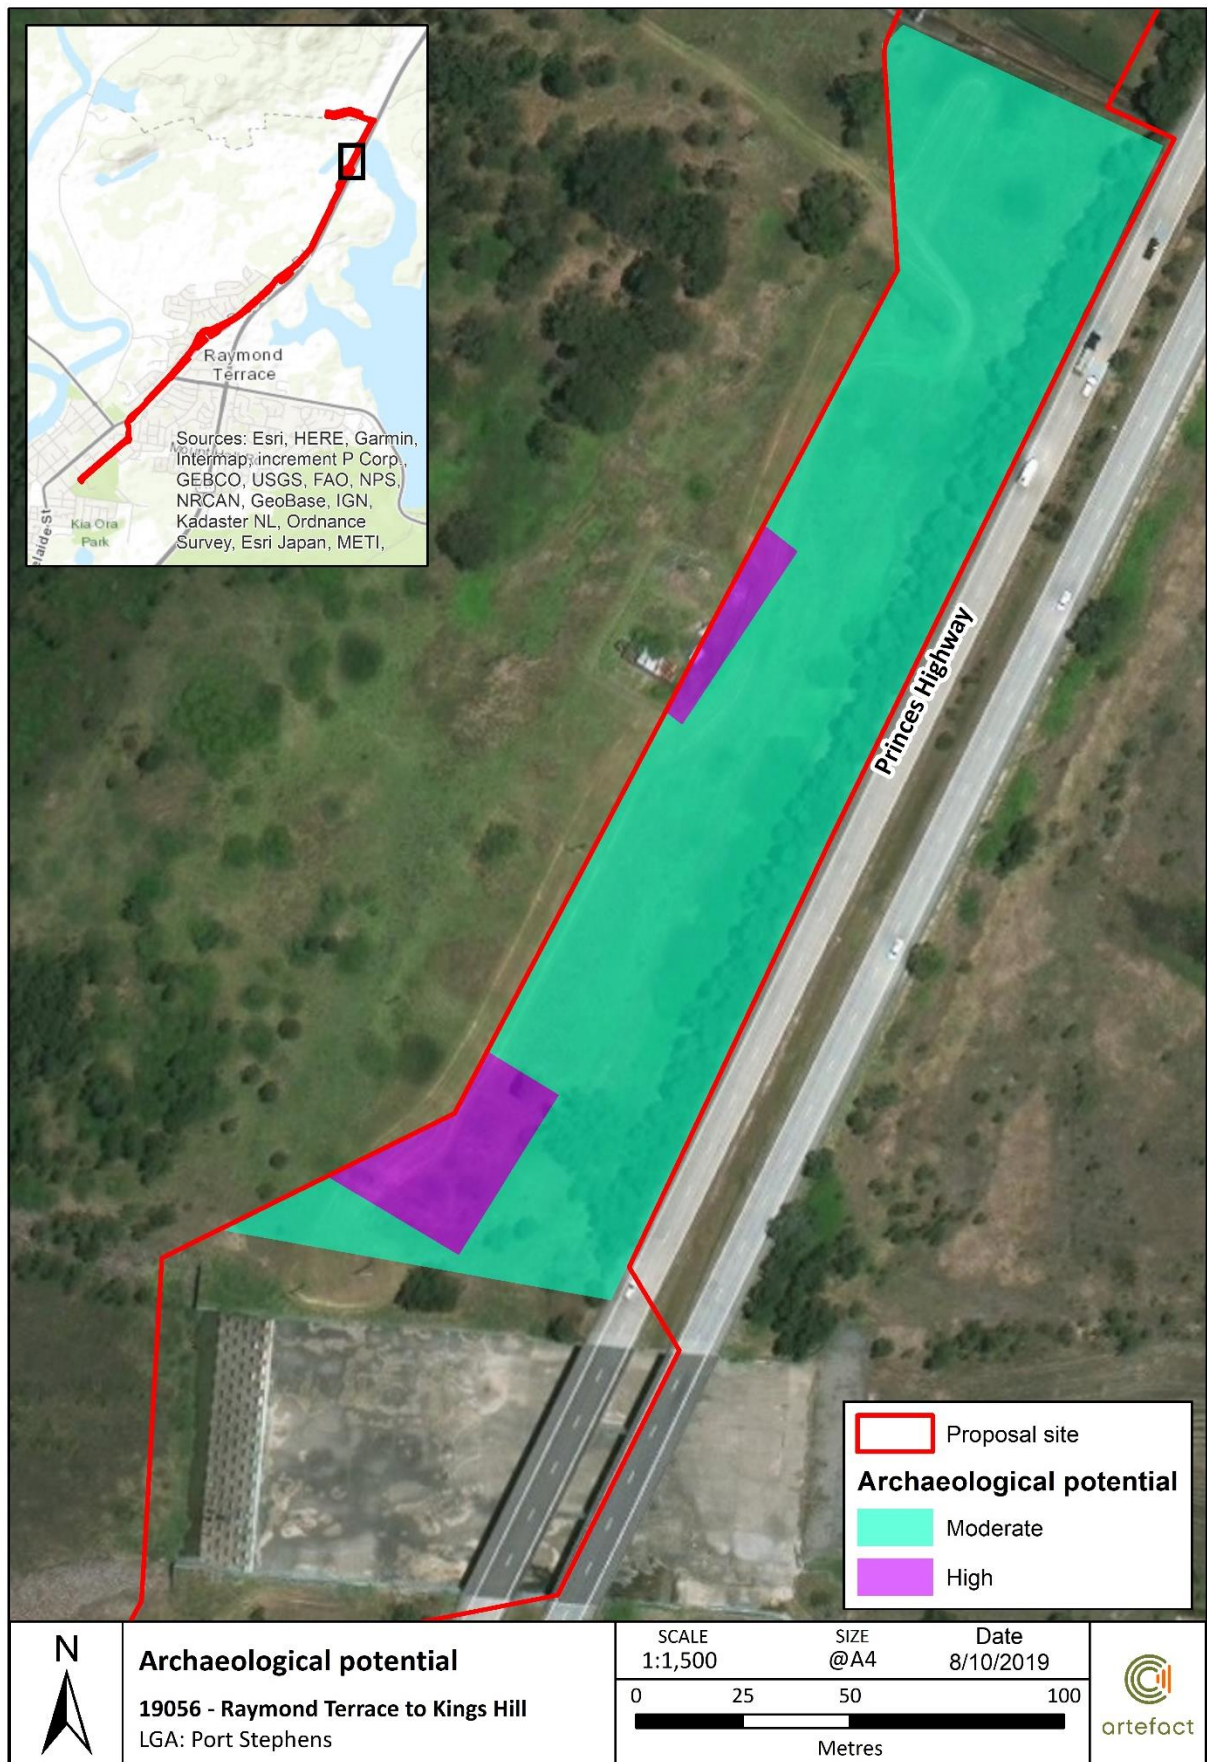 Raymond
Terrace
Sources: Esri, HERE, Garmin,
Intermap, increment P Corp.,
GEBCO, USGS, FAO, NPS,
NRCAN, GeoBase, IGN,
Kadaster NL, Ordnance
Survey, Esri Japan, METI,
Kia Ora
Park
elaide St
Princes Highway
Proposal site
Archaeological potential
Moderate
High
N
Archaeological potential
19056 - Raymond Terrace to Kings Hill
LGA: Port Stephens
SCALE
1:1,500
SIZE
@A4
Date
8/10/2019
0 25 50 100
Metres
artefact